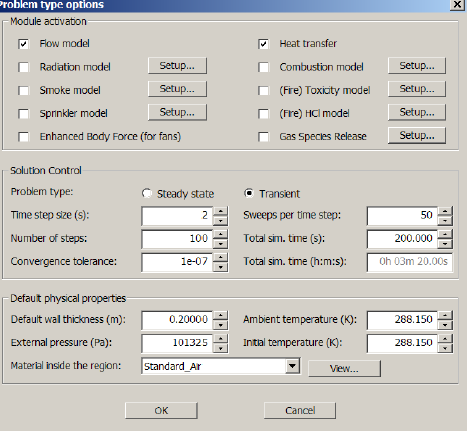 Problem type options
Module activation
Flow model Heat transfer
Radiation model Setup... Combustion model Setup...
Smoke model Setup... (Fire) Toxicity model Setup...
Sprinkler model Setup... (Fire) HCl model Setup...
Enhanced Body Force (for fans) Gas Species Release Setup...
Solution Control
Problem type: Steady state Transient
Time step size (s): 2 Sweeps per time step: 50
Number of steps: 100 Total sim. time (s): 200.000
Convergence tolerance: 1e-07 Total sim. time (h:m:s): 0h 03m 20.00s
Default physical properties
Default wall thickness (m): 0.20000 Ambient temperature (K): 288.150
External pressure (Pa): 101325 Initial temperature (K): 288.150
Material inside the region: Standard_Air View...
OK Cancel